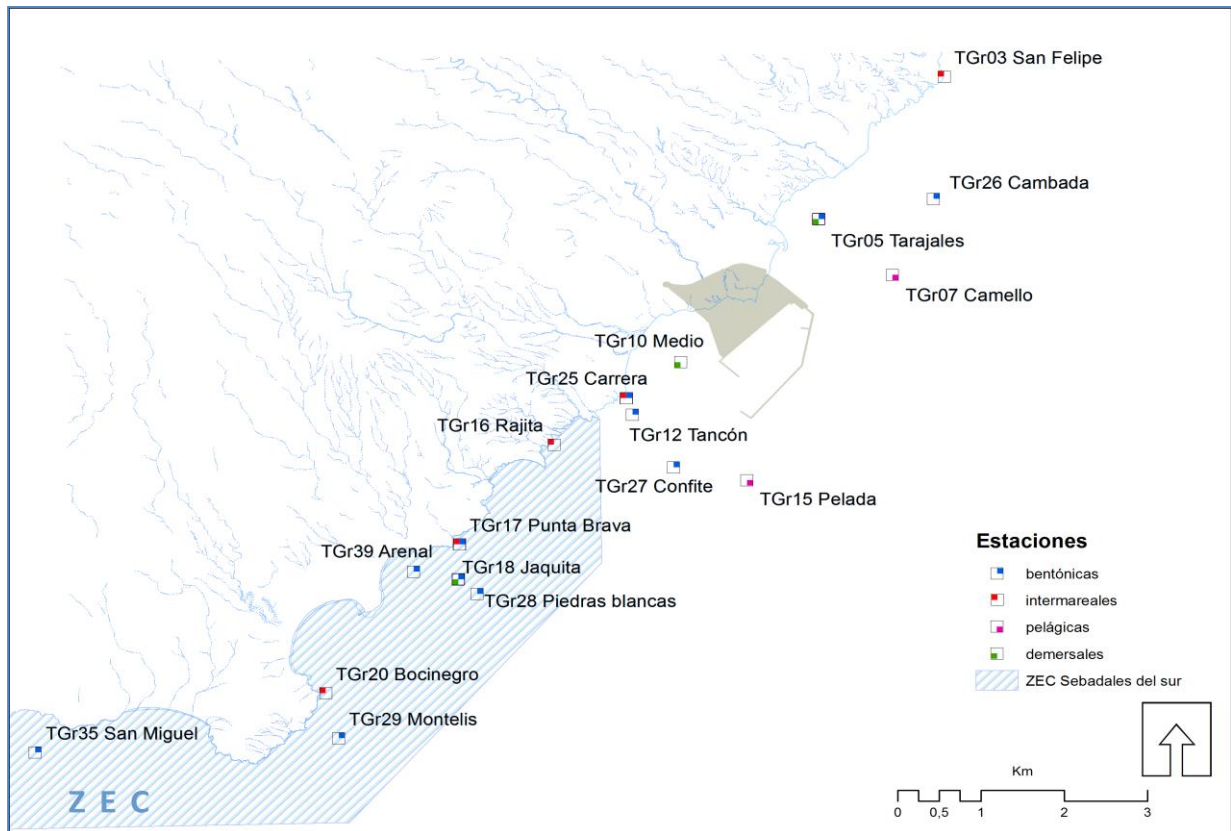 TGr03 San Felipe
TGr26 Cambada
TGr05 Tarajales
TGr07 Camello
TGr10 Medio
TGr25 Carrera
TGr16 Rajita
TGr12 Tancón
TGr27 Confite
TGr15 Pelada
TGr17 Punta Brava
TGr39 Arenal
TGr18 Jaquita
TGr28 Piedras blancas
TGr20 Bocinegro
TGr29 Montelis
TGr35 San Miguel
Z E C
Estaciones
bentónicas
intermareales
pelágicas
demersales
ZEC Sebadales del sur
Km
0 0,5 1 2 3